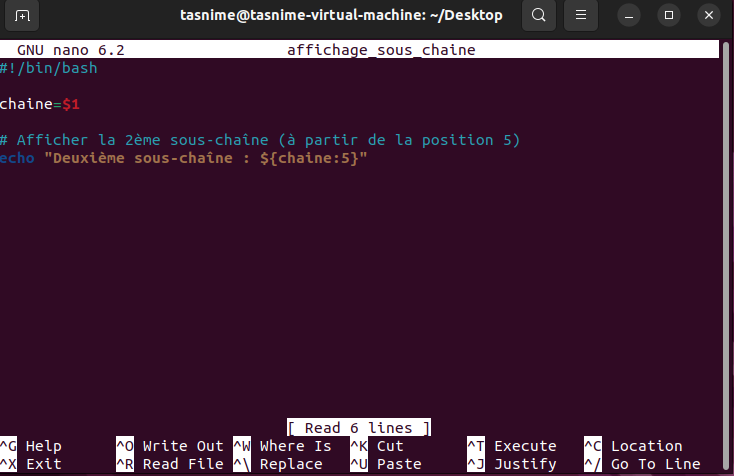 tasnime@tasnime-virtual-machine: ~/Desktop
GNU nano 6.2 affichage_sous_chaine
#!/bin/bash
chaine=$1
# Afficher la 2ème sous-chaîne (à partir de la position 5)
echo "Deuxième sous-chaîne : ${chaine:5}"
[ Read 6 lines ]
^G Help ^O Write Out ^W Where Is ^K Cut ^T Execute ^C Location
^X Exit ^R Read File ^\ Replace ^U Paste ^J Justify ^/ Go To Line